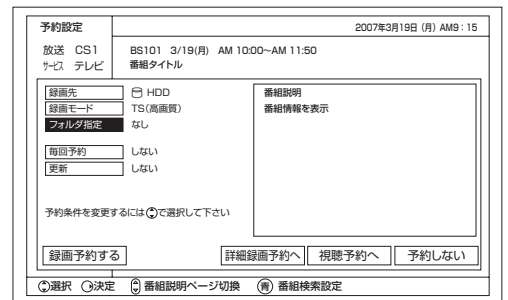 予約設定 2007年3月19日 (月) AM9：15
放送 CS1 BS101 3/19(月) AM 10:00〜AM 11:50
ｻｰﾋﾞｽ テレビ 番組タイトル
録画先 HDD
録画モード TS(高画質)
フォルダ指定 なし
毎回予約 しない
更新 しない
番組説明
番組情報を表示
予約条件を変更するには で選択して下さい
録画予約する 詳細録画予約へ 視聴予約へ 予約しない
選択 決定 番組説明ページ切換 青 番組検索設定